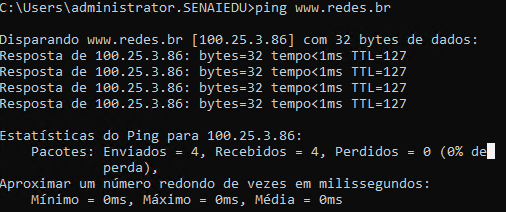 C:\Users\administrator.SENAIEDU>ping www.redes.br
Disparando www.redes.br [100.25.3.86] com 32 bytes de dados:
Resposta de 100.25.3.86: bytes=32 tempo<1ms TTL=127
Resposta de 100.25.3.86: bytes=32 tempo<1ms TTL=127
Resposta de 100.25.3.86: bytes=32 tempo<1ms TTL=127
Resposta de 100.25.3.86: bytes=32 tempo<1ms TTL=127
Estatísticas do Ping para 100.25.3.86:
Pacotes: Enviados = 4, Recebidos = 4, Perdidos = 0 (0% de
perda),
Aproximar um número redondo de vezes em milissegundos:
Mínimo = 0ms, Máximo = 0ms, Média = 0ms